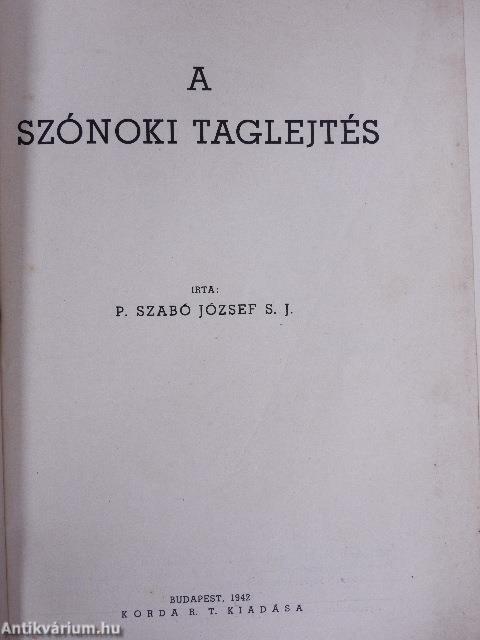 A
SZÓNOKI TAGLEJTÉS
IRTA:
P. SZABÓ JÓZSEF S. J.
BUDAPEST, 1942
KORDA R. T. KIADÁSA
Antikvárium.hu